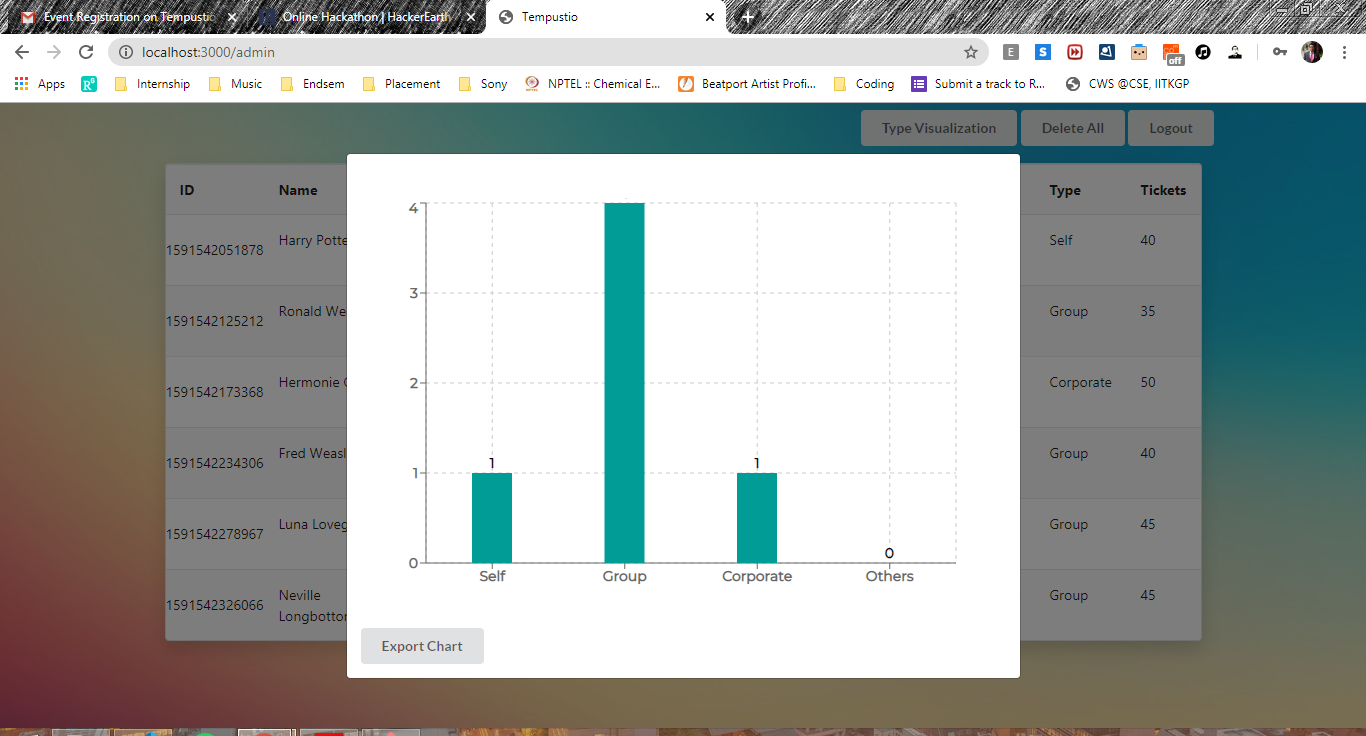 Event Registration on Tempustio
Online Hackathon | HackerEarth
Tempustio
localhost:3000/admin
E
S
off
Apps
R
Internship
Music
Endsem
Placement
Sony
NPTEL :: Chemical E...
Beatport Artist Profi...
Coding
Submit a track to R...
CWS @CSE, IITKGP
Type Visualization
Delete All
Logout
ID
Name
Type
Tickets
1591542051878
Harry Potte
Self
40
1591542125212
Ronald We
Group
35
1591542173368
Hermonie
Corporate
50
1591542234306
Fred Weasl
Group
40
1591542278967
Luna Loveg
Group
45
1591542326066
Neville
Longbottor
Group
45
4
3
2
1
0
1
1
0
Self
Group
Corporate
Others
Export Chart